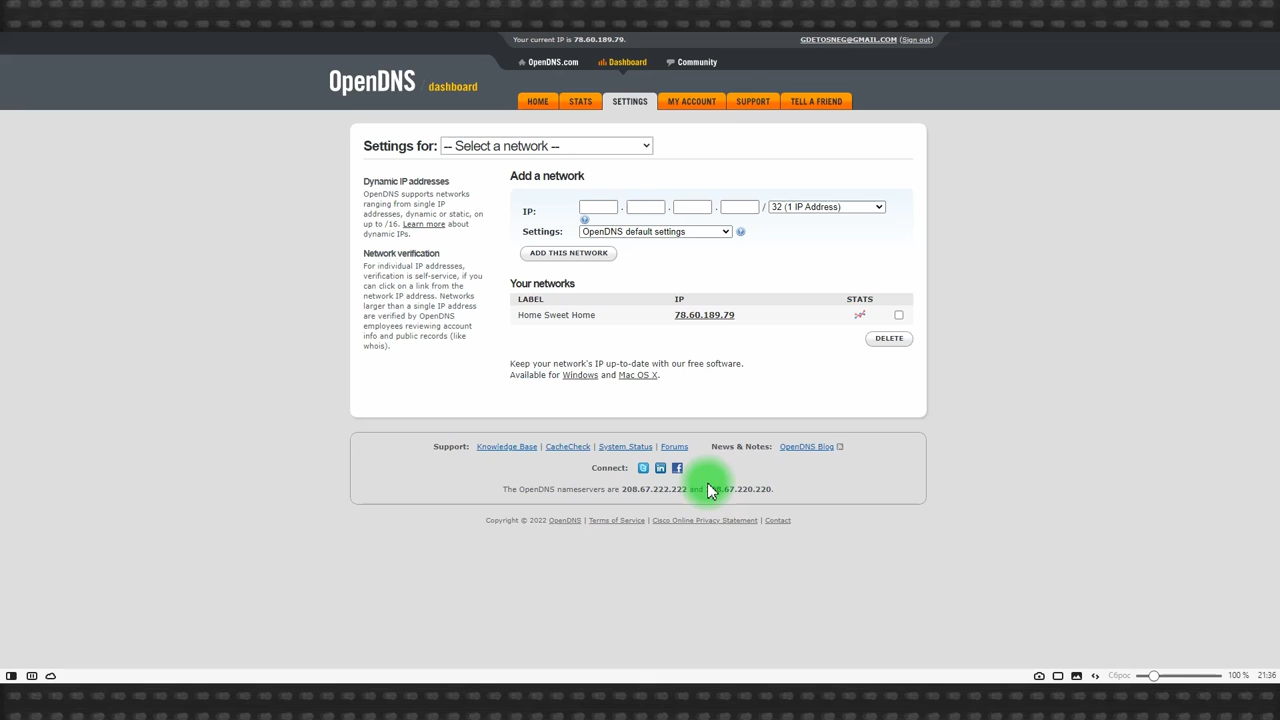 Your current IP is 78.60.189.79.
GDETOSNEG@GMAIL.COM (Sign out)
OpenDNS.com
Dashboard
Community
OpenDNS / dashboard
HOME
STATS
SETTINGS
MY ACCOUNT
SUPPORT
TELL A FRIEND
Settings for: -- Select a network --
Dynamic IP addresses
OpenDNS supports networks
ranging from single IP
addresses, dynamic or static, on
up to /16. Learn more about
dynamic IPs.
Network verification
For individual IP addresses,
verification is self-service, if you
can click on a link from the
network IP address. Networks
larger than a single IP address
are verified by OpenDNS
employees reviewing account
info and public records (like
whois).
Add a network
IP: . . . / 32 (1 IP Address)
Settings: OpenDNS default settings
ADD THIS NETWORK
Your networks
LABEL IP STATS
Home Sweet Home 78.60.189.79
DELETE
Keep your network's IP up-to-date with our free software.
Available for Windows and Mac OS X.
Support: Knowledge Base | CacheCheck | System Status | Forums News & Notes: OpenDNS Blog
Connect:
The OpenDNS nameservers are 208.67.222.222 and 208.67.220.220.
Copyright © 2022 OpenDNS | Terms of Service | Cisco Online Privacy Statement | Contact
Сброс 100 % 21:36